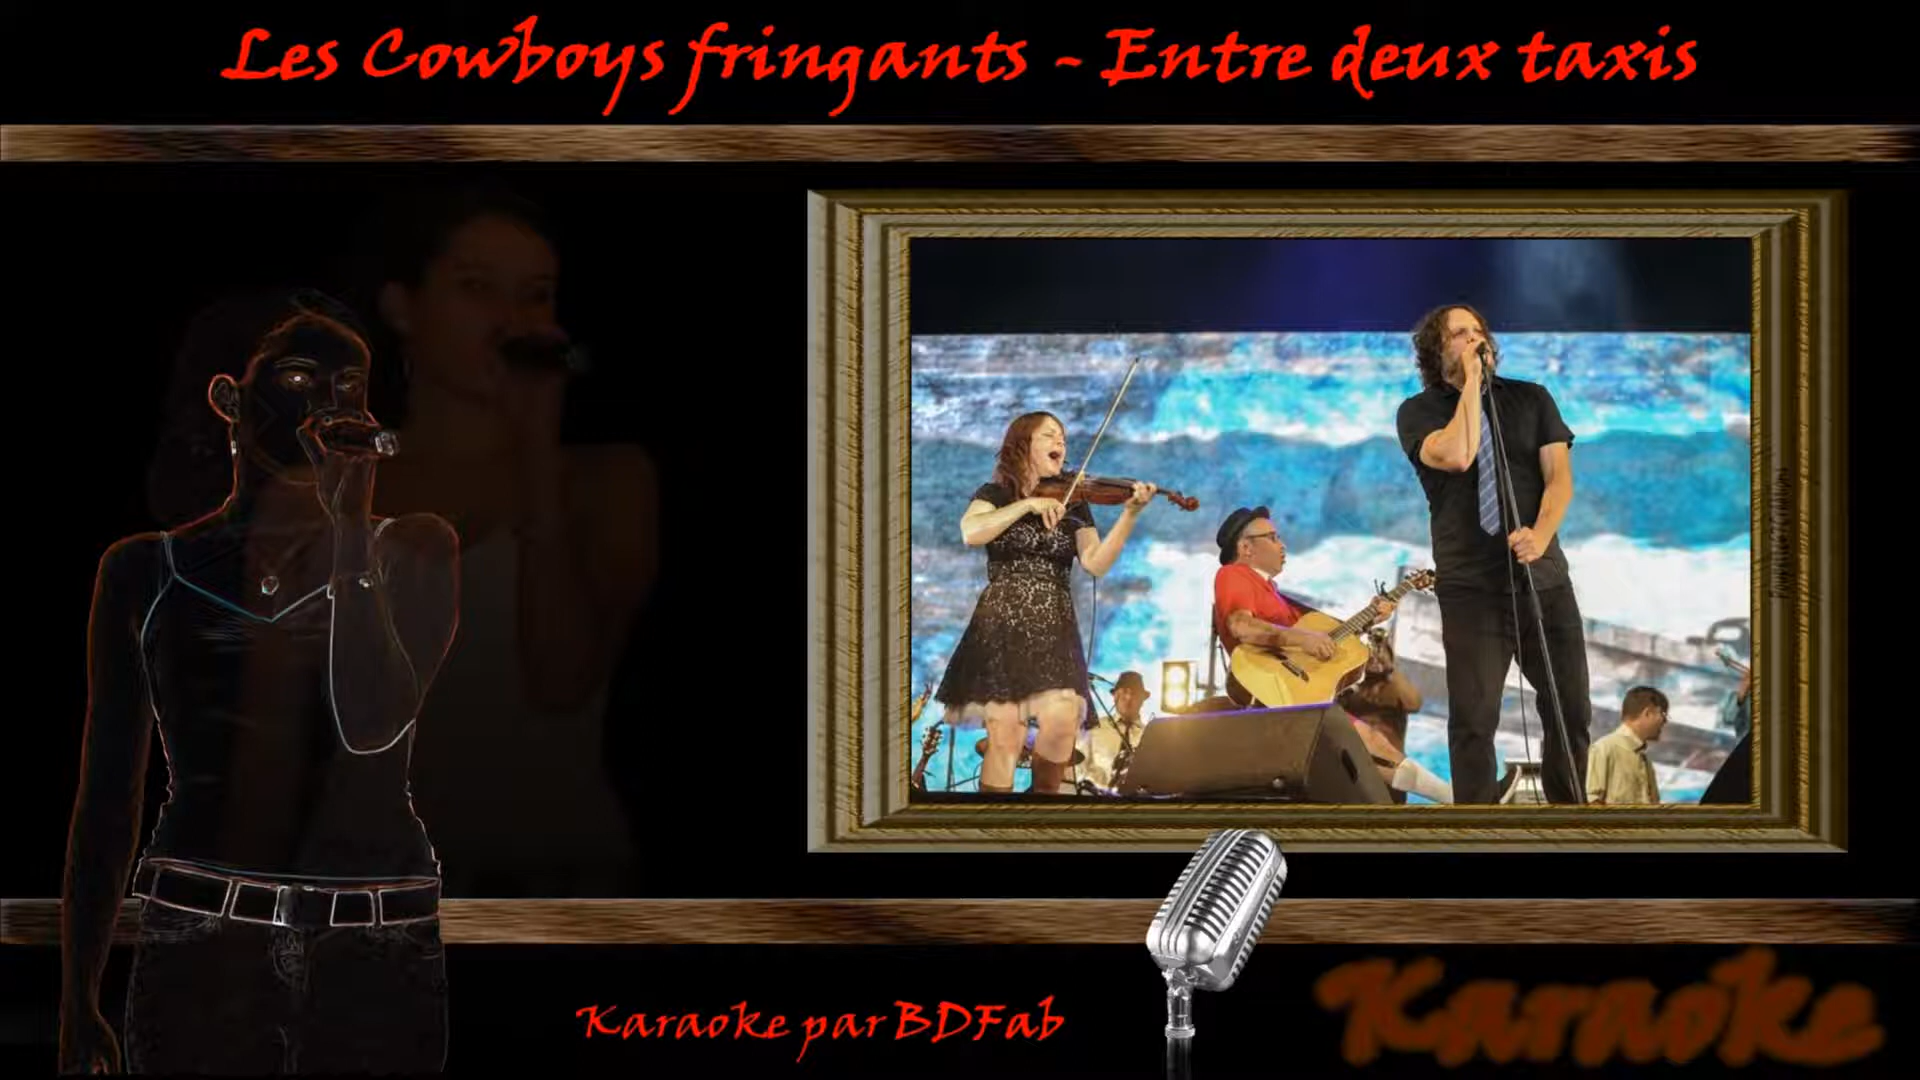 Les Cowboys fringants - Entre deux taxis
Karaoke par BDFab
Karaoke